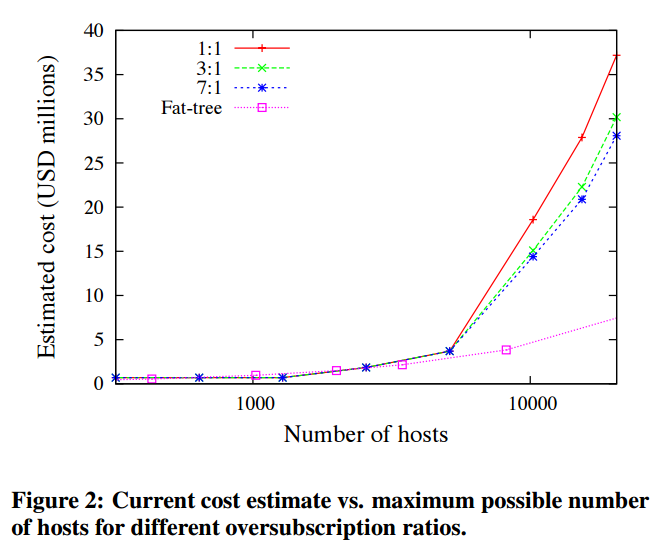 40
35
30
25
20
15
10
5
0
Estimated cost (USD millions)
1:1
3:1
7:1
Fat-tree
1000
10000
Number of hosts
Figure 2: Current cost estimate vs. maximum possible number
of hosts for different oversubscription ratios.